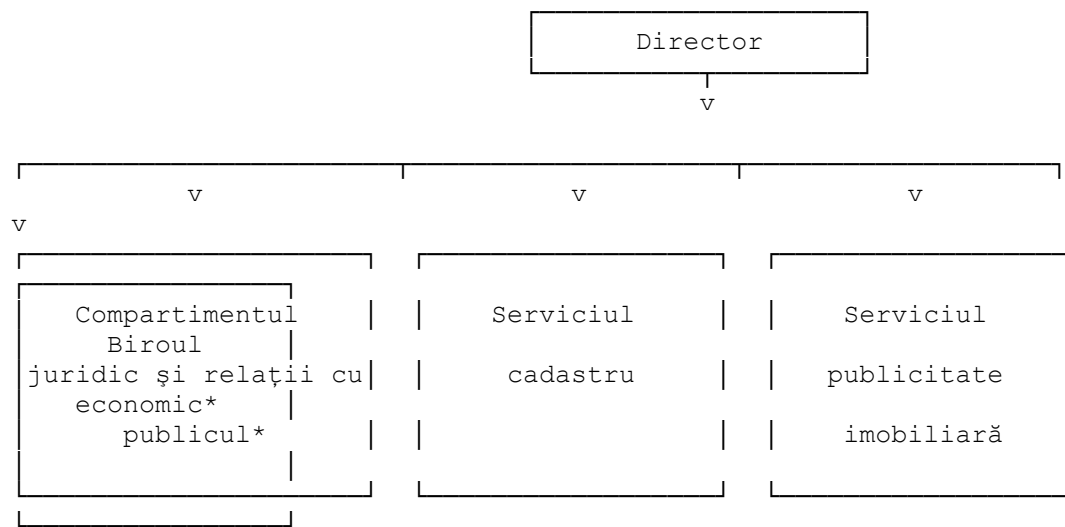 Director
v
v v v
v
Compartimentul Serviciul Serviciul
Biroul
juridic şi relaţii cu cadastru publicitate
economic*
publicul* imobiliară